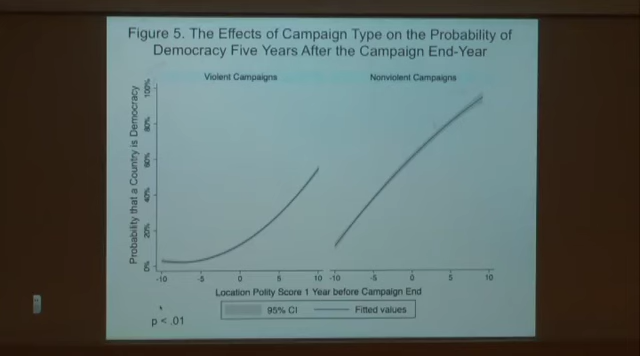 Figure 5. The Effects of Campaign Type on the Probability of
Democracy Five Years After the Campaign End-Year
Violent Campaigns
Nonviolent Campaigns
Probability that a Country is Democracy
100%
80%
60%
40%
20%
0%
-10 -5 0 5 10
-10 -5 0 5 10
Location Polity Score 1 Year before Campaign End
95% CI
Fitted values
p < .01